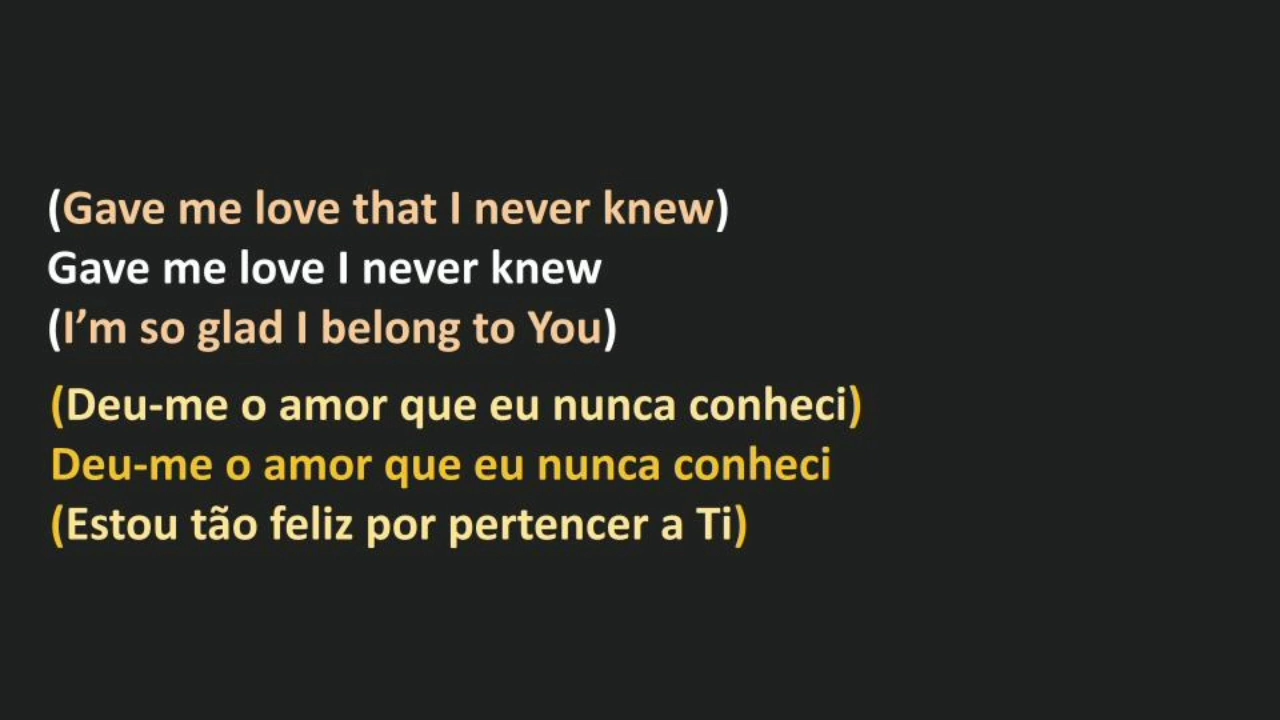 (Gave me love that I never knew)
Gave me love I never knew
(I’m so glad I belong to You)
(Deu-me o amor que eu nunca conheci)
Deu-me o amor que eu nunca conheci
(Estou tão feliz por pertencer a Ti)